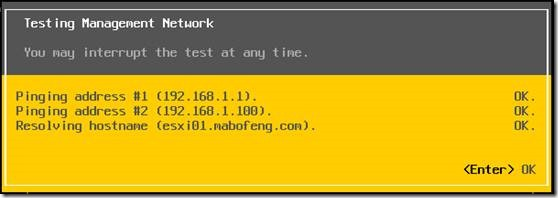 Testing Management Network
You may interrupt the test at any time.
Pinging address #1 (192.168.1.1). OK.
Pinging address #2 (192.168.1.100). OK.
Resolving hostname (esxi01.mabofeng.com). OK.
<Enter> OK